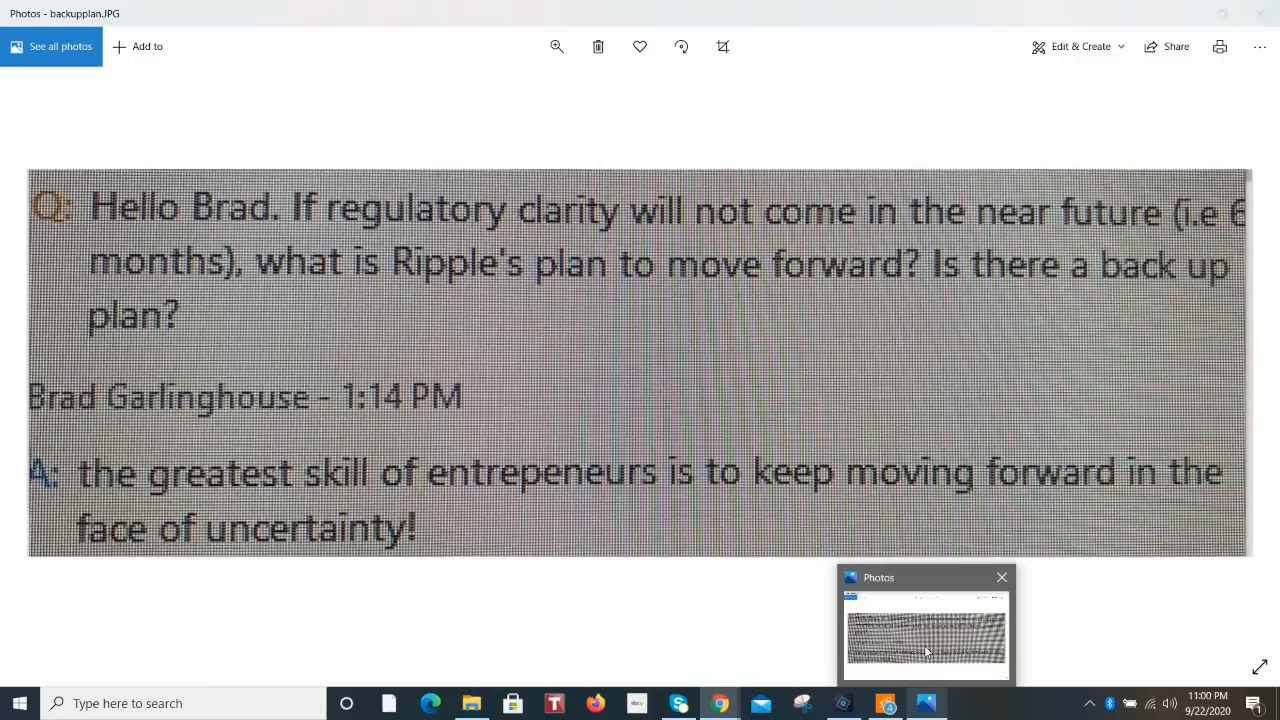 Photos - backupplan.JPG
See all photos
Add to
Edit & Create
Share
Q: Hello Brad. If regulatory clarity will not come in the near future (i.e 6
months), what is Ripple's plan to move forward? Is there a back up
plan?
Brad Garlinghouse - 1:14 PM
A: the greatest skill of entrepeneurs is to keep moving forward in the
face of uncertainty!
Photos
Type here to search
T
ebay
4
11:00 PM
9/22/2020
1